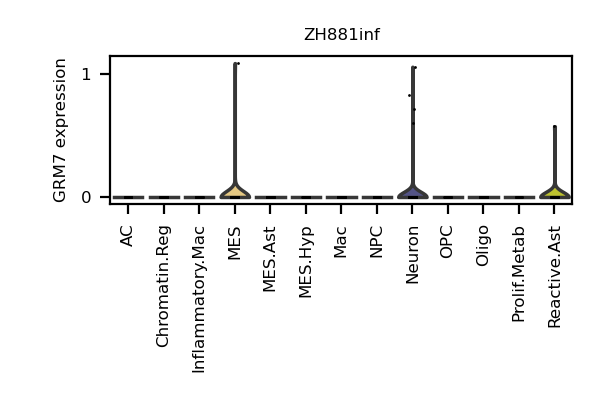 ZH881inf
GRM7 expression
1
0
AC
Chromatin.Reg
Inflammatory.Mac
MES
MES.Ast
MES.Hyp
Mac
NPC
Neuron
OPC
Oligo
Prolif.Metab
Reactive.Ast